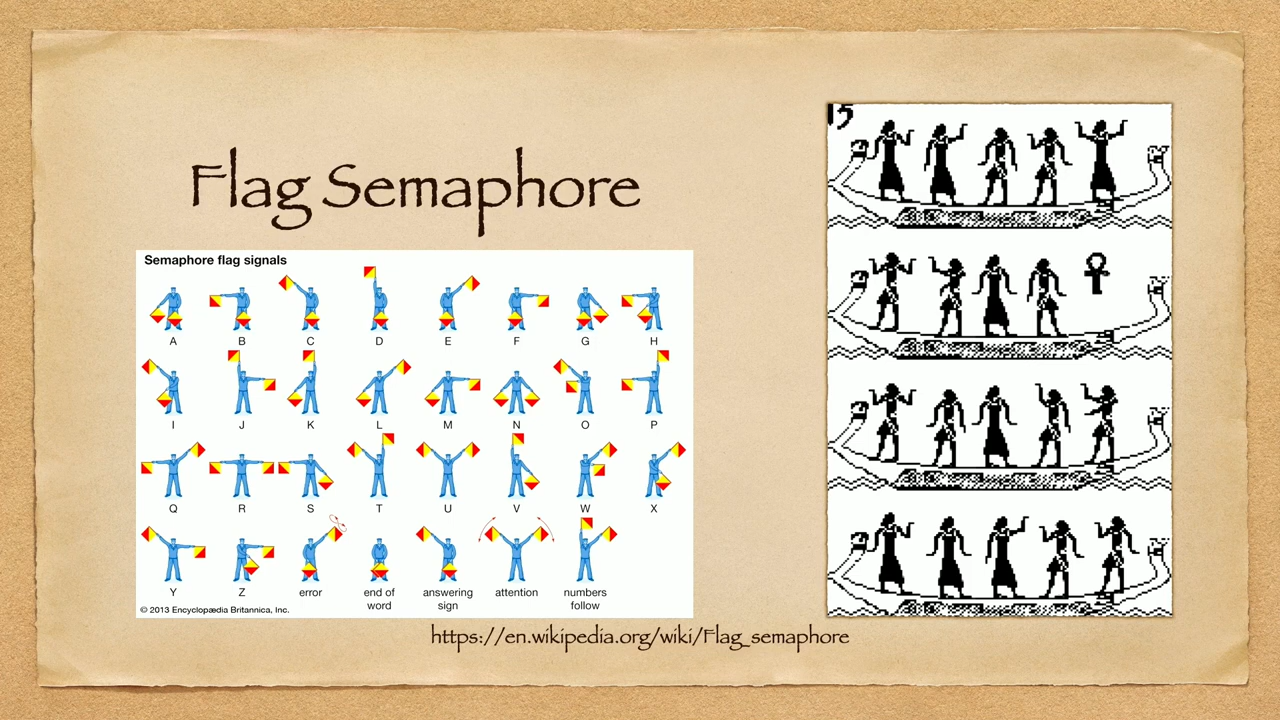 Flag Semaphore
Semaphore flag signals
A B C D E F G H
I J K L M N O P
Q R S T U V W X
Y Z error end of word answering sign attention numbers follow
© 2013 Encyclopædia Britannica, Inc.
https://en.wikipedia.org/wiki/Flag_semaphore